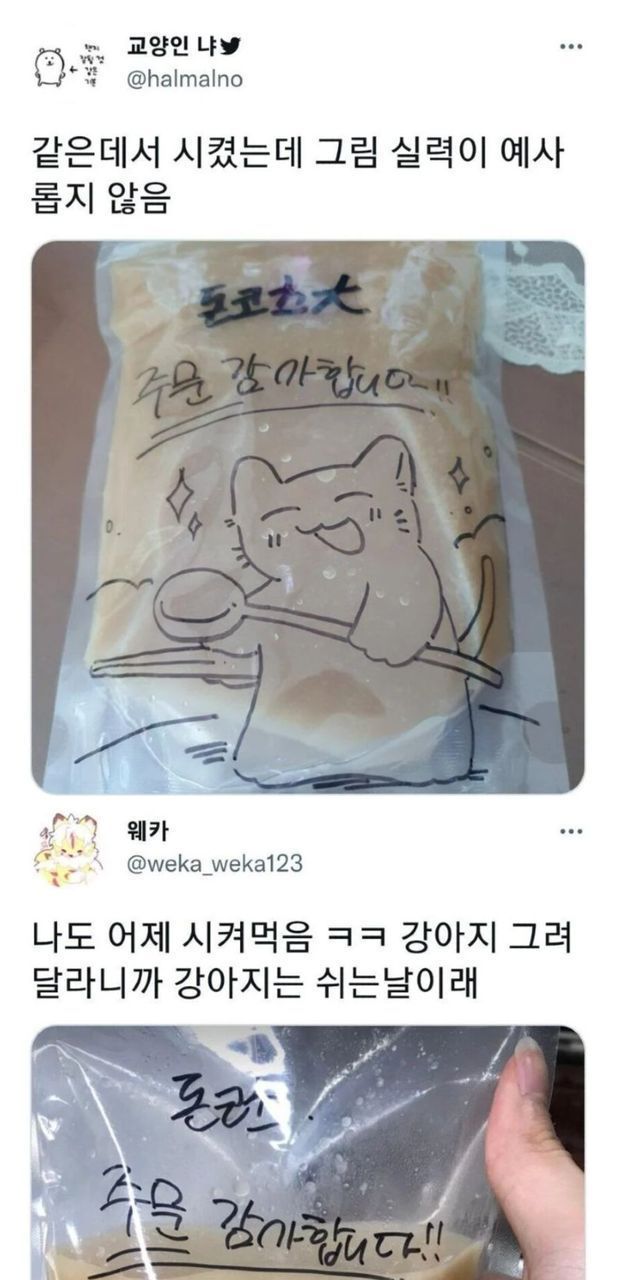 교양인 냐
@halmalno
같은데서 시켰는데 그림 실력이 예사
롭지 않음
돈코츠大
주문 감사합니다!!
웨카
@weka_weka123
나도 어제 시켜먹음 ㅋㅋ 강아지 그려
달라니까 강아지는 쉬는날이래
주문 감사합니다!!